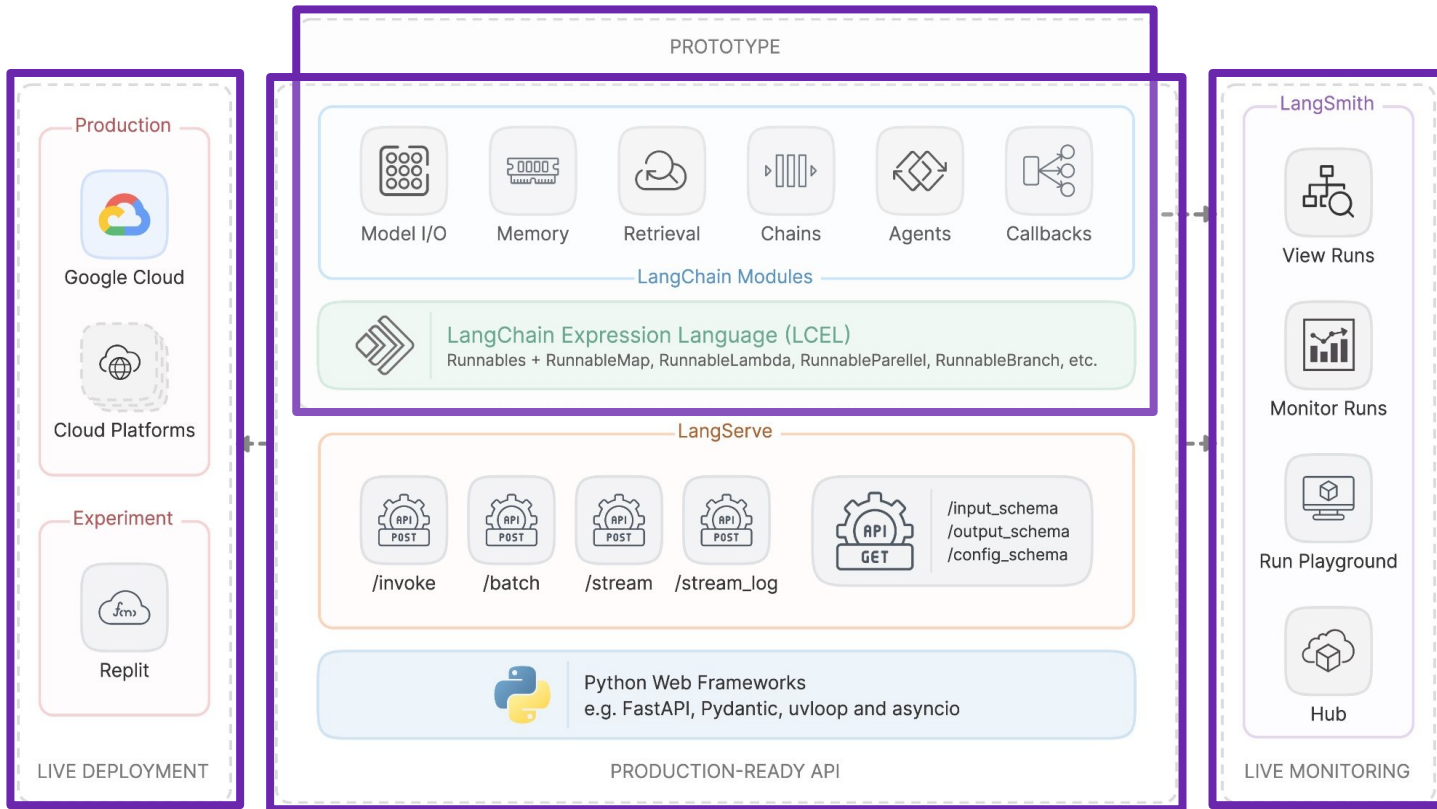 PROTOTYPE
Production
Google Cloud
Cloud Platforms
Experiment
Replit
LIVE DEPLOYMENT
Model I/O
Memory
Retrieval
Chains
Agents
Callbacks
LangChain Modules
LangChain Expression Language (LCEL)
Runnables + RunnableMap, RunnableLambda, RunnableParellel, RunnableBranch, etc.
LangServe
API
POST
/invoke
API
POST
/batch
API
POST
/stream
API
POST
/stream_log
API
GET
/input_schema
/output_schema
/config_schema
Python Web Frameworks
e.g. FastAPI, Pydantic, uvloop and asyncio
PRODUCTION-READY API
LangSmith
View Runs
Monitor Runs
Run Playground
Hub
LIVE MONITORING